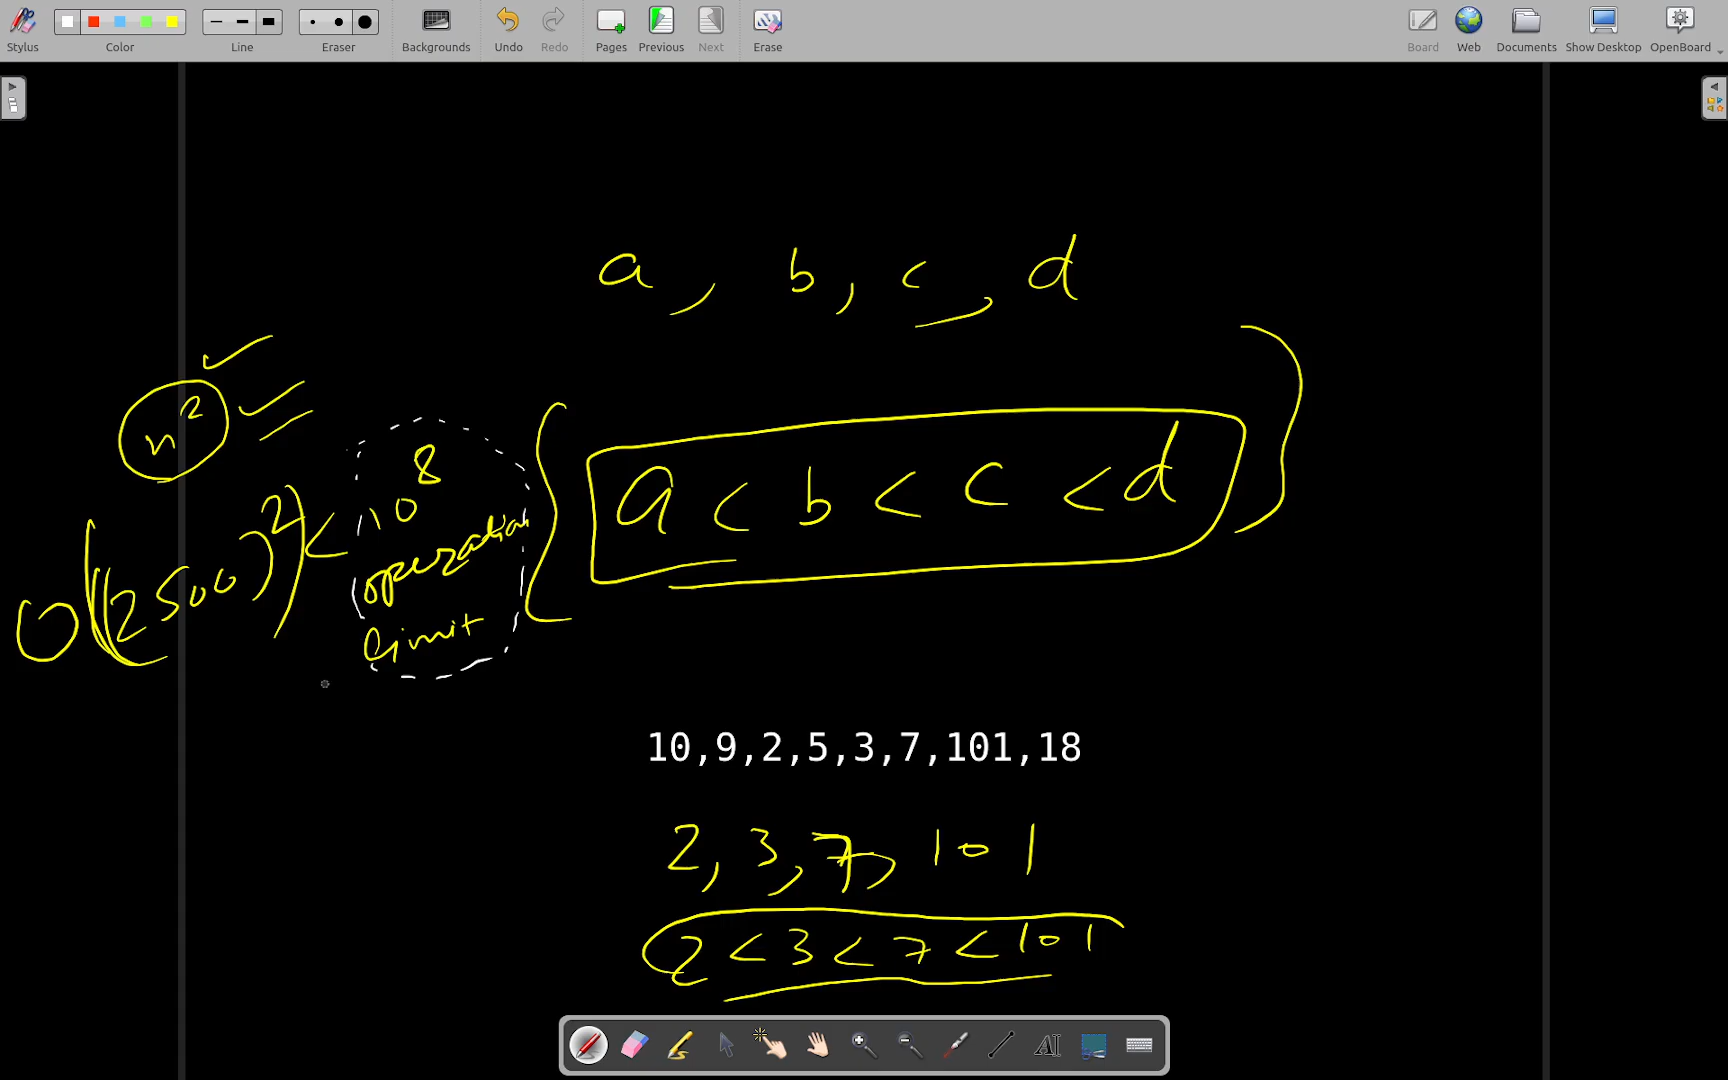 Stylus Color Line Eraser Backgrounds Undo Redo Pages Previous Next Erase Board Web Documents Show Desktop OpenBoard
a, b, c, d
n²
a < b < c < d
O((2500)²) < 10⁸
operation
limit
10,9,2,5,3,7,101,18
2, 3, 7, 101
2 < 3 < 7 < 101
AI